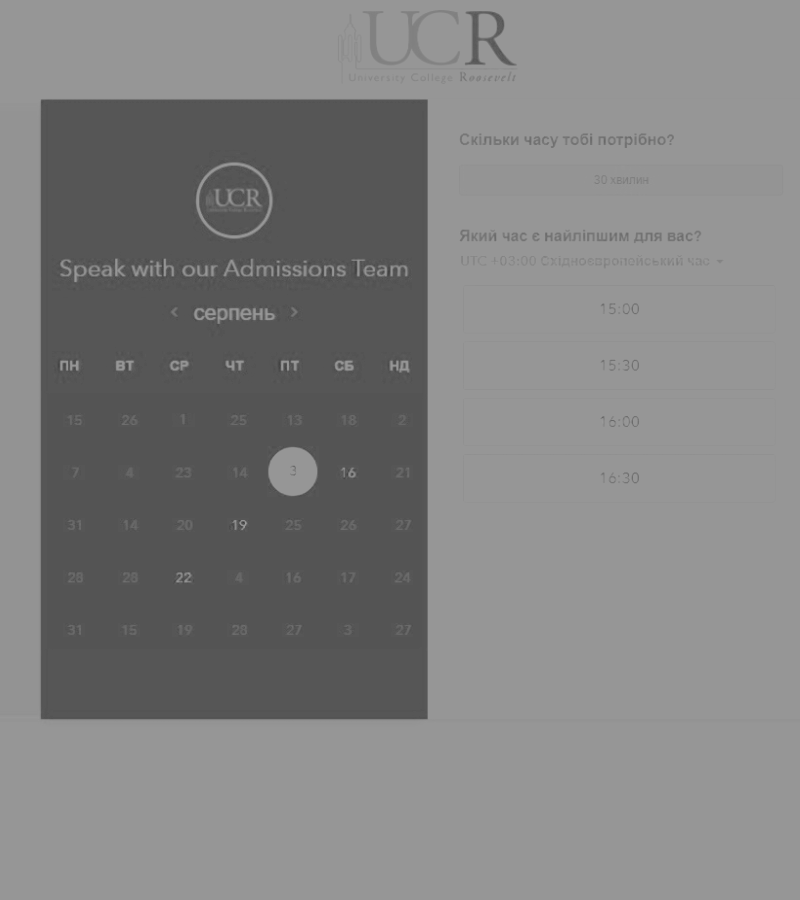 UCR
University College Roosevelt
UCR
Speak with our Admissions Team
серпень
ПН ВТ СР ЧТ ПТ СБ НД
15 26 1 25 13 18 2
7 4 23 14 3 16 21
31 14 20 19 25 26 27
28 28 22 4 16 17 24
31 15 19 28 27 3 27
Скільки часу тобі потрібно?
30 хвилин
Який час є найліпшим для вас?
UTC +03:00 Східноєвропейський час
15:00
15:30
16:00
16:30